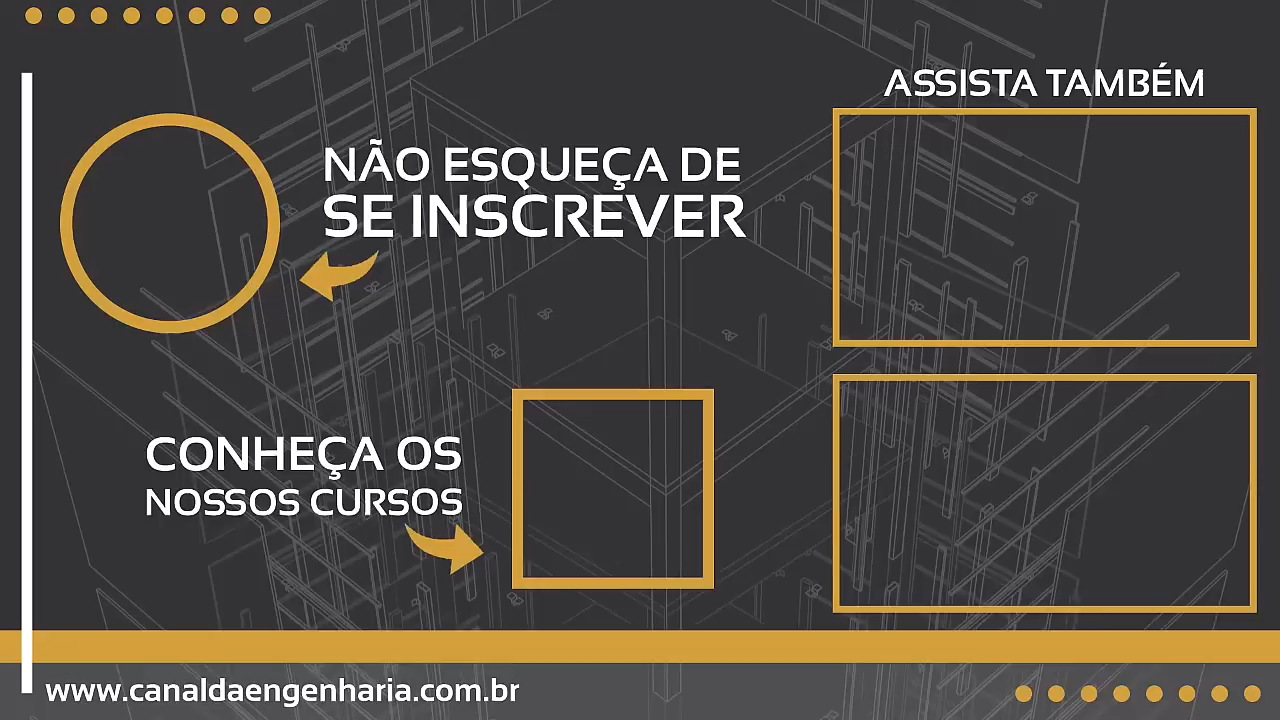 ASSISTA TAMBÉM
NÃO ESQUEÇA DE
SE INSCREVER
CONHEÇA OS
NOSSOS CURSOS
www.canaldaengenharia.com.br